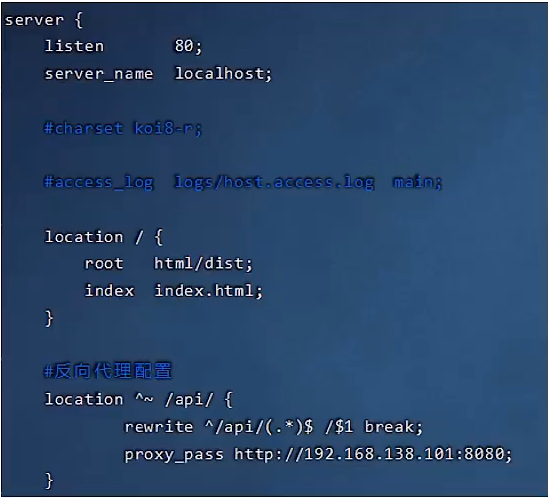 server {
    listen       80;
    server_name  localhost;

    #charset koi8-r;

    #access_log  logs/host.access.log  main;

    location / {
        root   html/dist;
        index  index.html;
    }

    #反向代理配置
    location ^~ /api/ {
            rewrite ^/api/(.*)$ /$1 break;
            proxy_pass http://192.168.138.101:8080;
    }